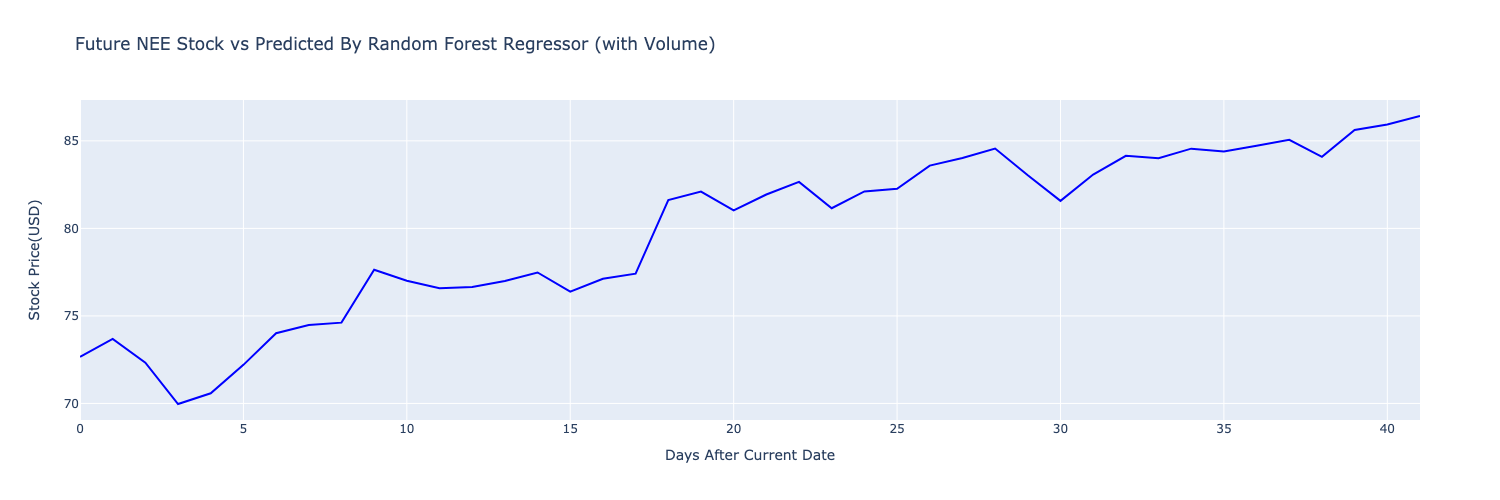 Future NEE Stock vs Predicted By Random Forest Regressor (with Volume)
Stock Price(USD)
85
80
75
70
0 5 10 15 20 25 30 35 40
Days After Current Date